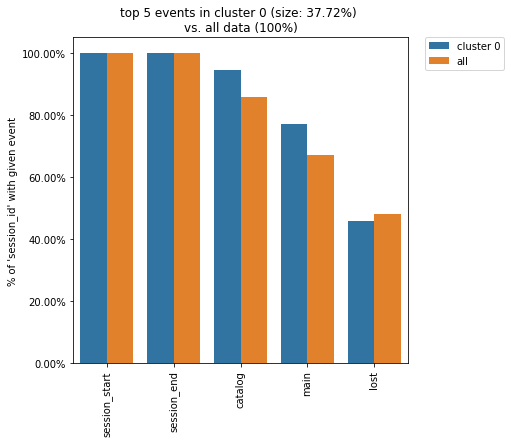 top 5 events in cluster 0 (size: 37.72%)
vs. all data (100%)
cluster 0
all
% of 'session_id' with given event
100.00%
80.00%
60.00%
40.00%
20.00%
0.00%
session_start
session_end
catalog
main
lost